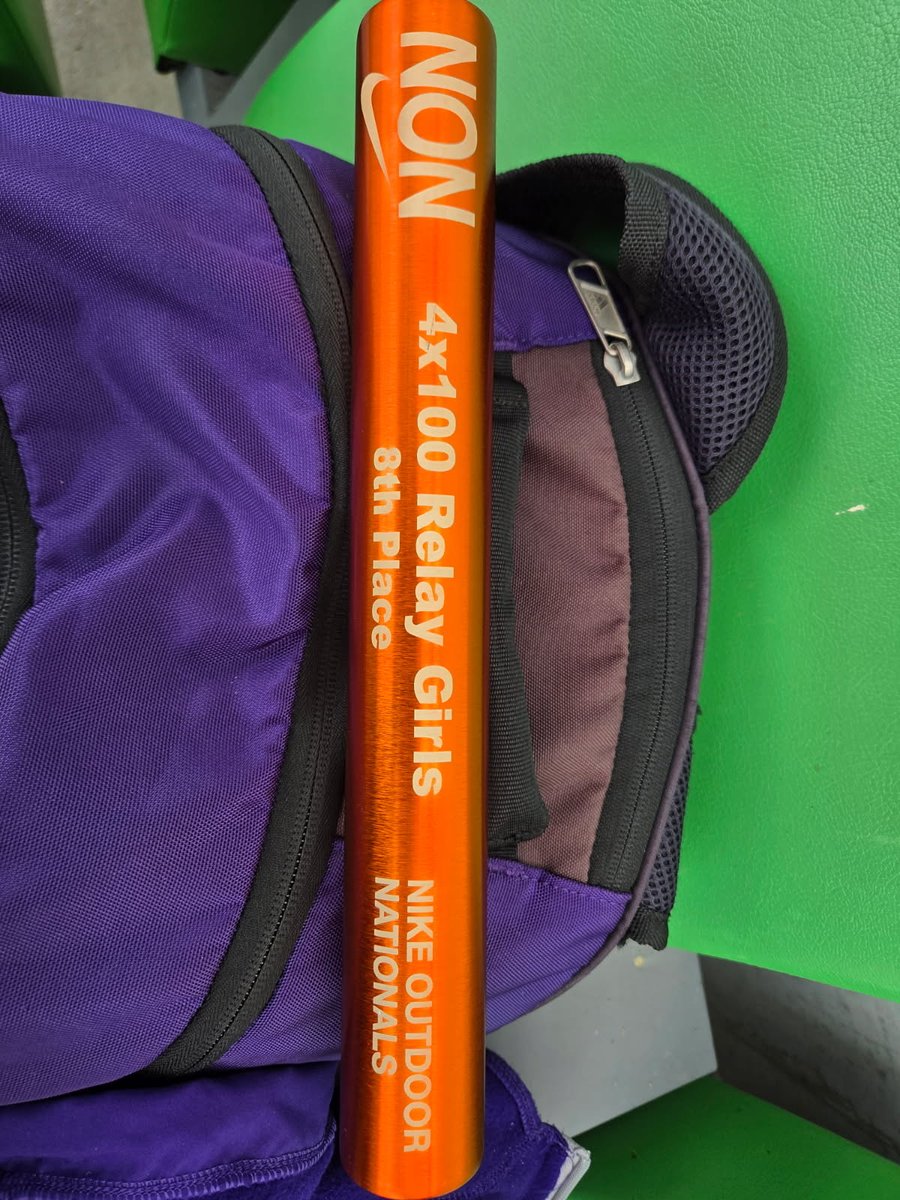 NON
4x100 Relay Girls
8th Place
NIKE OUTDOOR
NATIONALS